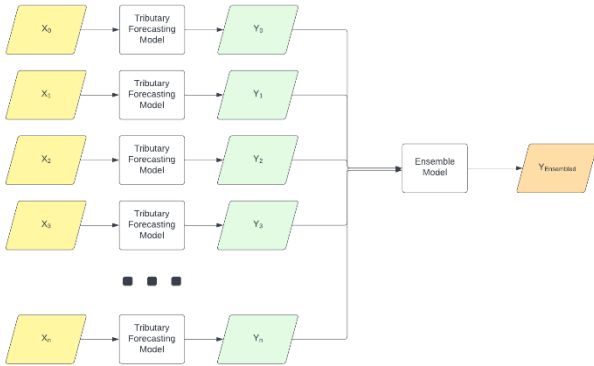 X₀
Tributary
Forecasting
Model
Y₀
X₁
Tributary
Forecasting
Model
Y₁
X₂
Tributary
Forecasting
Model
Y₂
Ensemble
Model
YEnsembled
X₃
Tributary
Forecasting
Model
Y₃
Xₙ
Tributary
Forecasting
Model
Yₙ